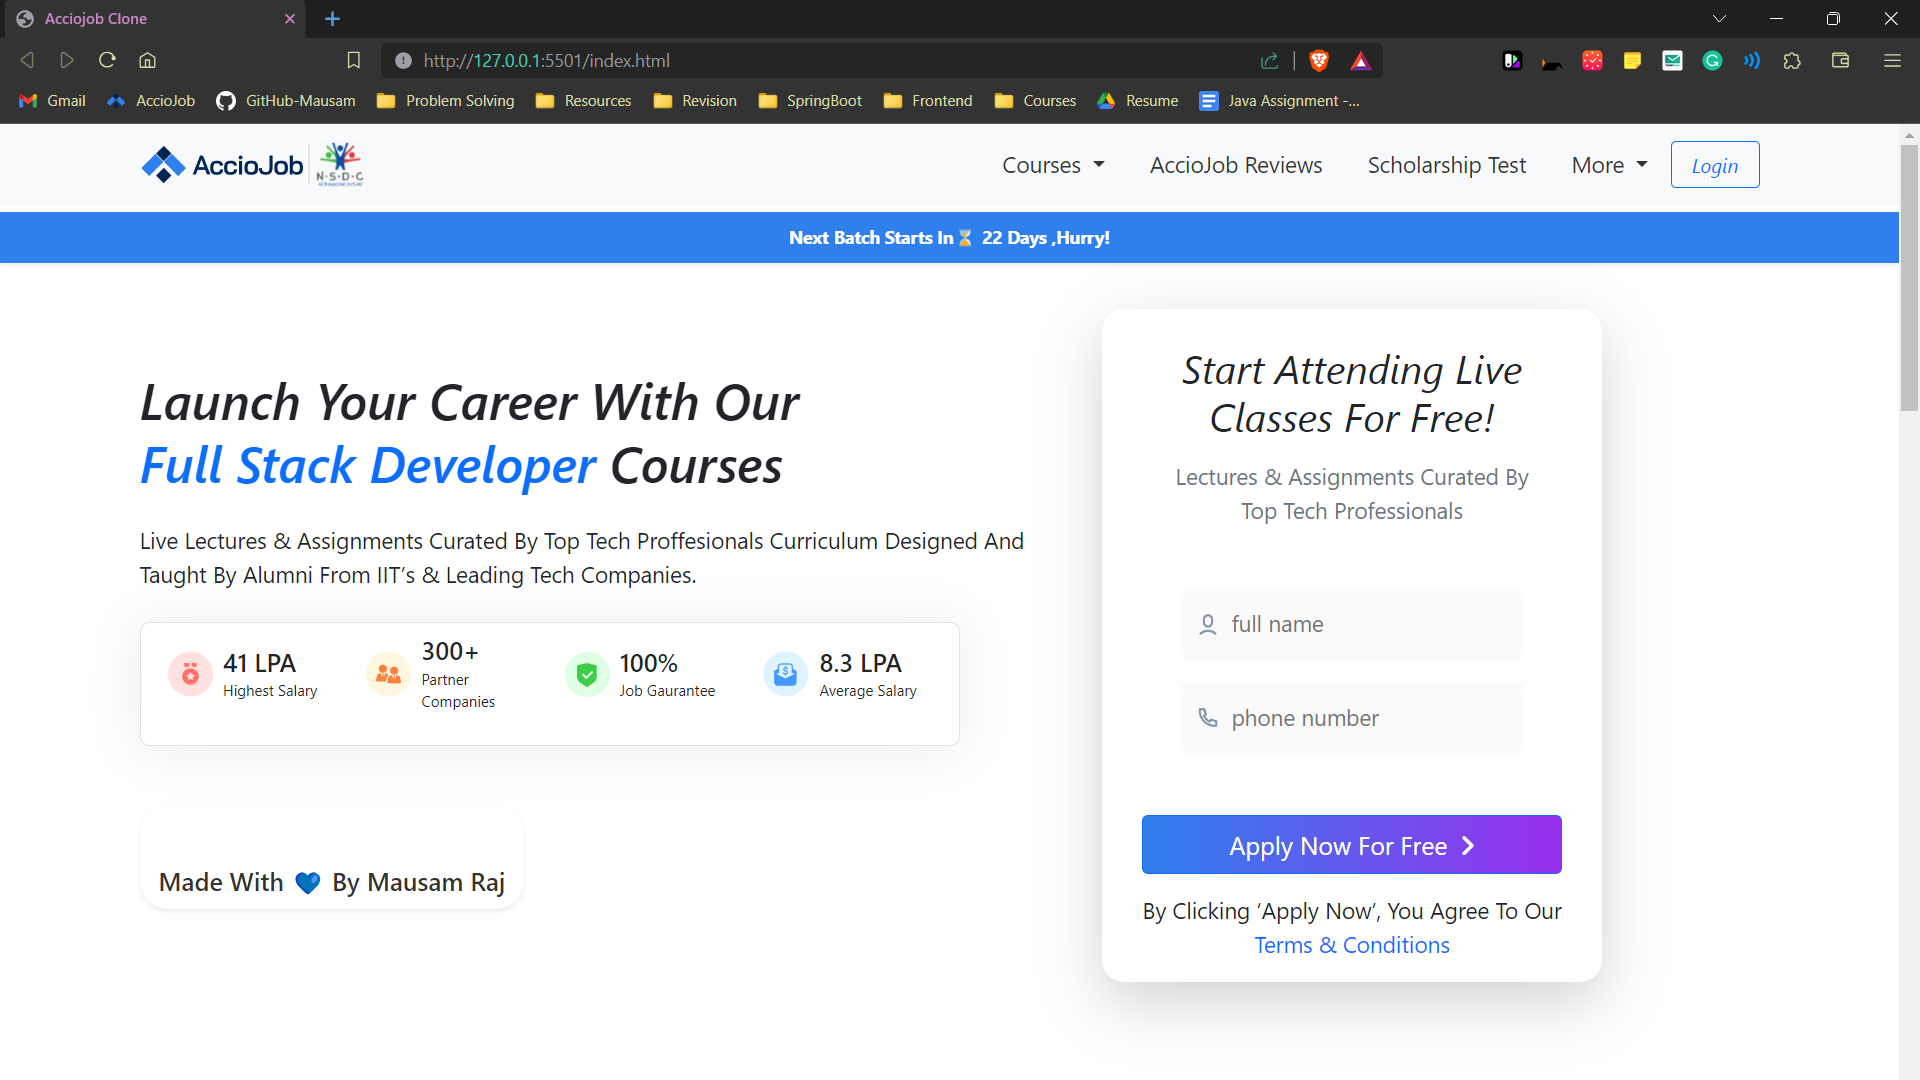 Acciojob Clone
http://127.0.0.1:5501/index.html
Gmail AccioJob GitHub-Mausam Problem Solving Resources Revision SpringBoot Frontend Courses Resume Java Assignment -...
AccioJob N·S·D·C Courses AccioJob Reviews Scholarship Test More Login
Next Batch Starts In⌛ 22 Days ,Hurry!
Launch Your Career With Our
Full Stack Developer Courses
Live Lectures & Assignments Curated By Top Tech Proffesionals Curriculum Designed And
Taught By Alumni From IIT’s & Leading Tech Companies.
41 LPA
Highest Salary
300+
Partner
Companies
100%
Job Gaurantee
8.3 LPA
Average Salary
Made With 💙 By Mausam Raj
Start Attending Live
Classes For Free!
Lectures & Assignments Curated By
Top Tech Professionals
full name
phone number
Apply Now For Free
By Clicking ‘Apply Now’, You Agree To Our
Terms & Conditions